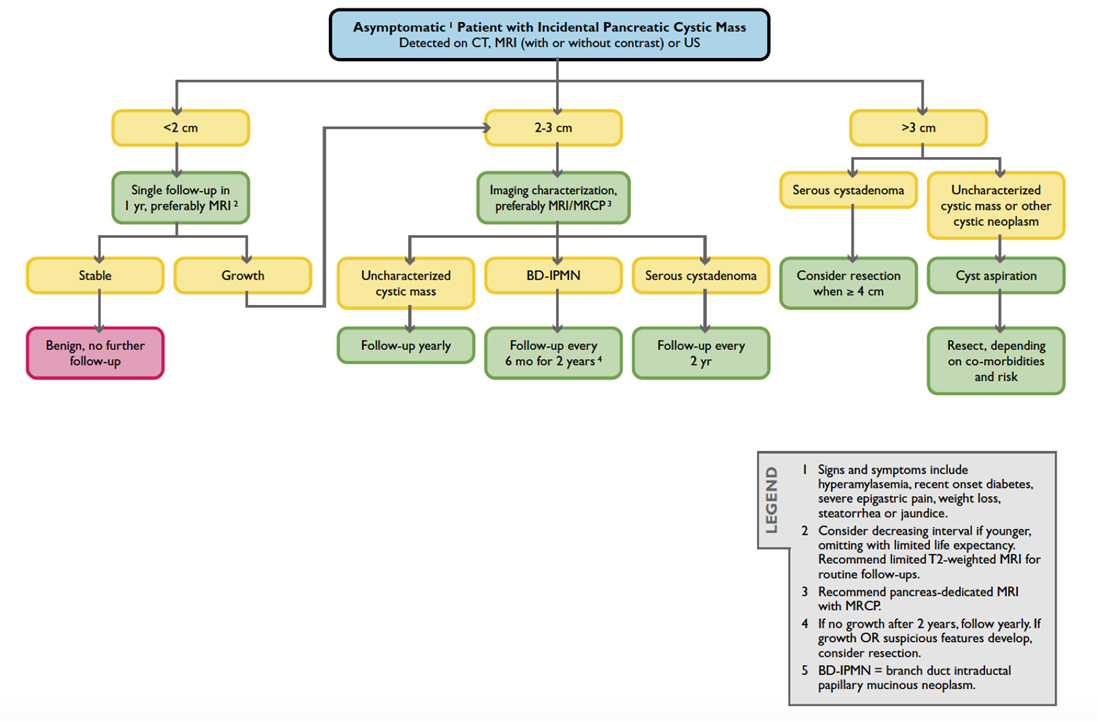 Asymptomatic ¹ Patient with Incidental Pancreatic Cystic Mass
Detected on CT, MRI (with or without contrast) or US
<2 cm
2-3 cm
>3 cm
Single follow-up in
1 yr, preferably MRI ²
Imaging characterization,
preferably MRI/MRCP ³
Serous cystadenoma
Uncharacterized
cystic mass or other
cystic neoplasm
Stable
Growth
Uncharacterized
cystic mass
BD-IPMN
Serous cystadenoma
Consider resection
when ≥ 4 cm
Cyst aspiration
Benign, no further
follow-up
Follow-up yearly
Follow-up every
6 mo for 2 years ⁴
Follow-up every
2 yr
Resect, depending
on co-morbidities
and risk
LEGEND
1 Signs and symptoms include
hyperamylasemia, recent onset diabetes,
severe epigastric pain, weight loss,
steatorrhea or jaundice.
2 Consider decreasing interval if younger,
omitting with limited life expectancy.
Recommend limited T2-weighted MRI for
routine follow-ups.
3 Recommend pancreas-dedicated MRI
with MRCP.
4 If no growth after 2 years, follow yearly. If
growth OR suspicious features develop,
consider resection.
5 BD-IPMN = branch duct intraductal
papillary mucinous neoplasm.